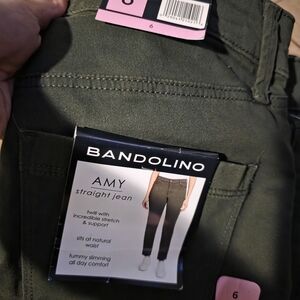 6
6
BANDOLINO
AMY
straight jean
twill with
incredible stretch
& support
sits at natural
waist
tummy slimming
all day comfort
6